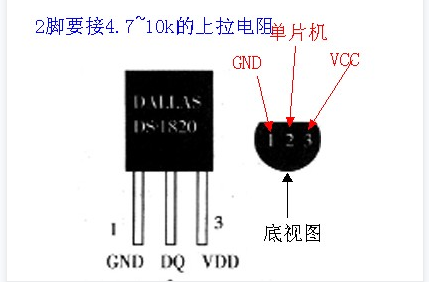 2脚要接4.7~10k的上拉电阻
单片机
GND
VCC
DALLAS
DS1820
1 2 3
1
3
底视图
GND DQ VDD